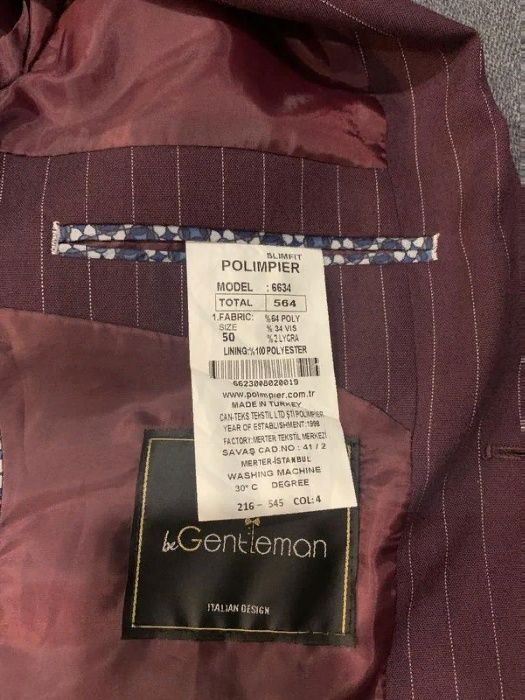 SLIMFIT
POLIMPIER
MODEL : 6634
TOTAL 564
1.FABRIC: %64 POLY
SIZE % 34 VIS
50 % 2 LYCRA
LINING:%100 POLYESTER
6623008020019
www.polimpier.com.tr
MADE IN TURKEY
CAN-TEKS TEHSTIL LTD ŞTİ/POLIMPIER
YEAR OF ESTABLISHMENT:1998
FACTORY:MERTER TEKSTIL MERKEZI
SAVAŞ CAD.NO : 41 / 2
MERTER-İSTANBUL
WASHING MACHINE
30° C DEGREE
216- 545 COL:4
beGentleman
ITALIAN DESIGN